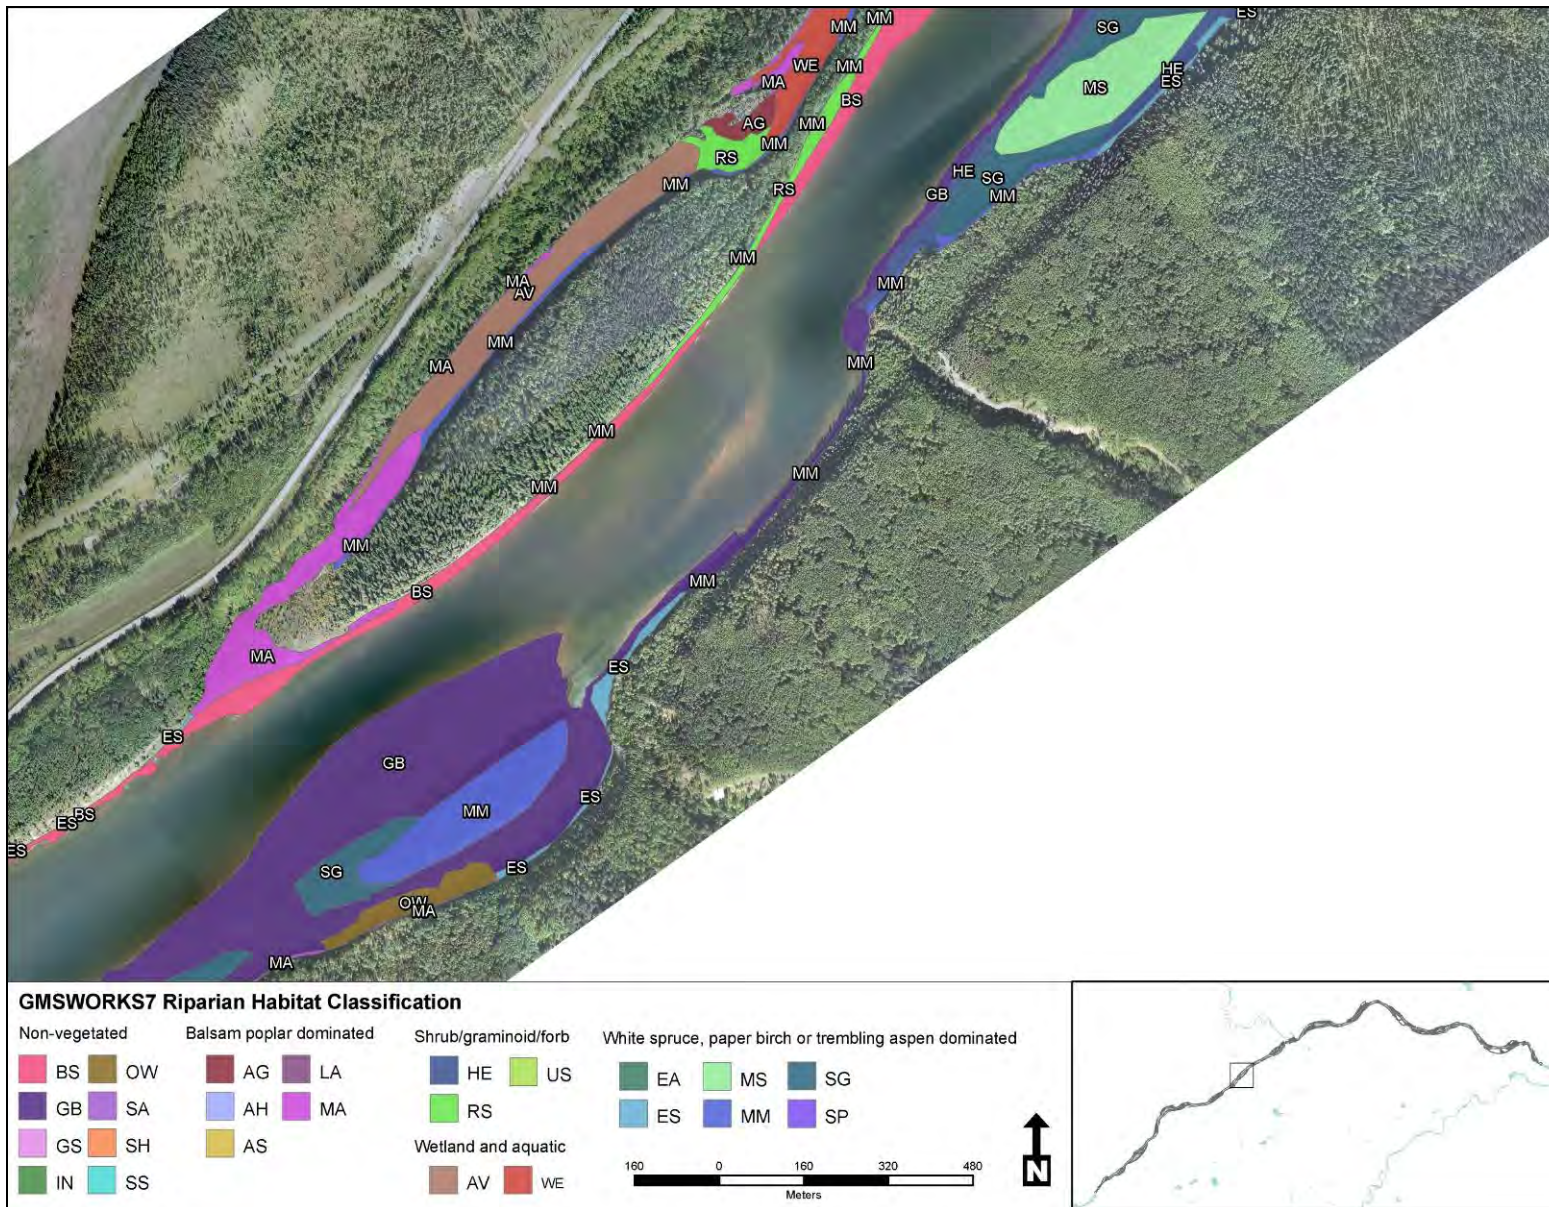 MM
MM
ES
SG
WE
MM
MA
HE
ES
MS
BS
AG
MM
MM
RS
MM
RS
HE
SG
MM
GB
MM
MA
AV
MM
MM
MA
MM
MM
MM
MM
MM
BS
MM
MA
ES
ES
GB
ES
MM
BS
ES
ES
SG
ES
OW
MA
MA
GMSWORKS7 Riparian Habitat Classification
Non-vegetated
BS OW
GB SA
GS SH
IN SS
Balsam poplar dominated
AG LA
AH MA
AS
Shrub/graminoid/forb
HE US
RS
Wetland and aquatic
AV WE
White spruce, paper birch or trembling aspen dominated
EA MS SG
ES MM SP
160 0 160 320 480
Meters
N